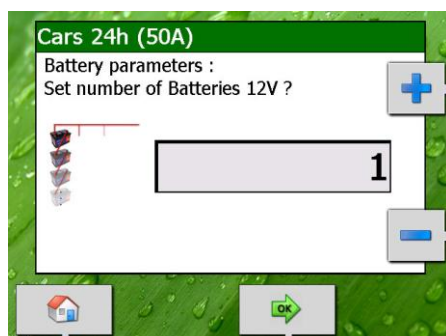 Cars 24h (50A)
Battery parameters :
Set number of Batteries 12V ?
1
OK